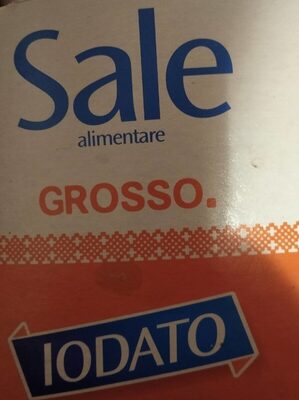 Sale
alimentare
GROSSO.
IODATO